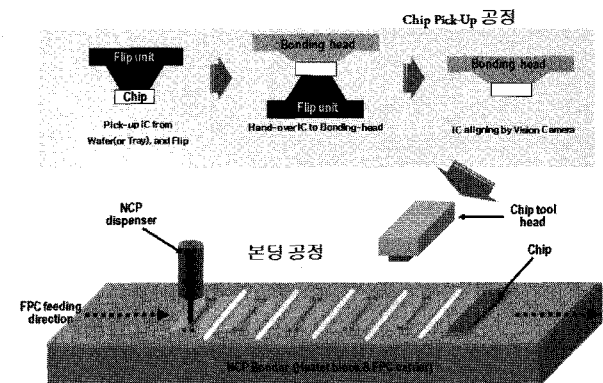 Chip Pick-Up 공정
Flip unit
Chip
Pick-up IC from
Wafer(or Tray), and Flip
Bonding head
Flip unit
Hand-over IC to Bonding-head
Bonding head
IC aligning by Vision Camera
NCP
dispenser
본딩 공정
Chip tool
head
Chip
FPC feeding
direction
NCP Bonder (Heater block & FPC carrier)